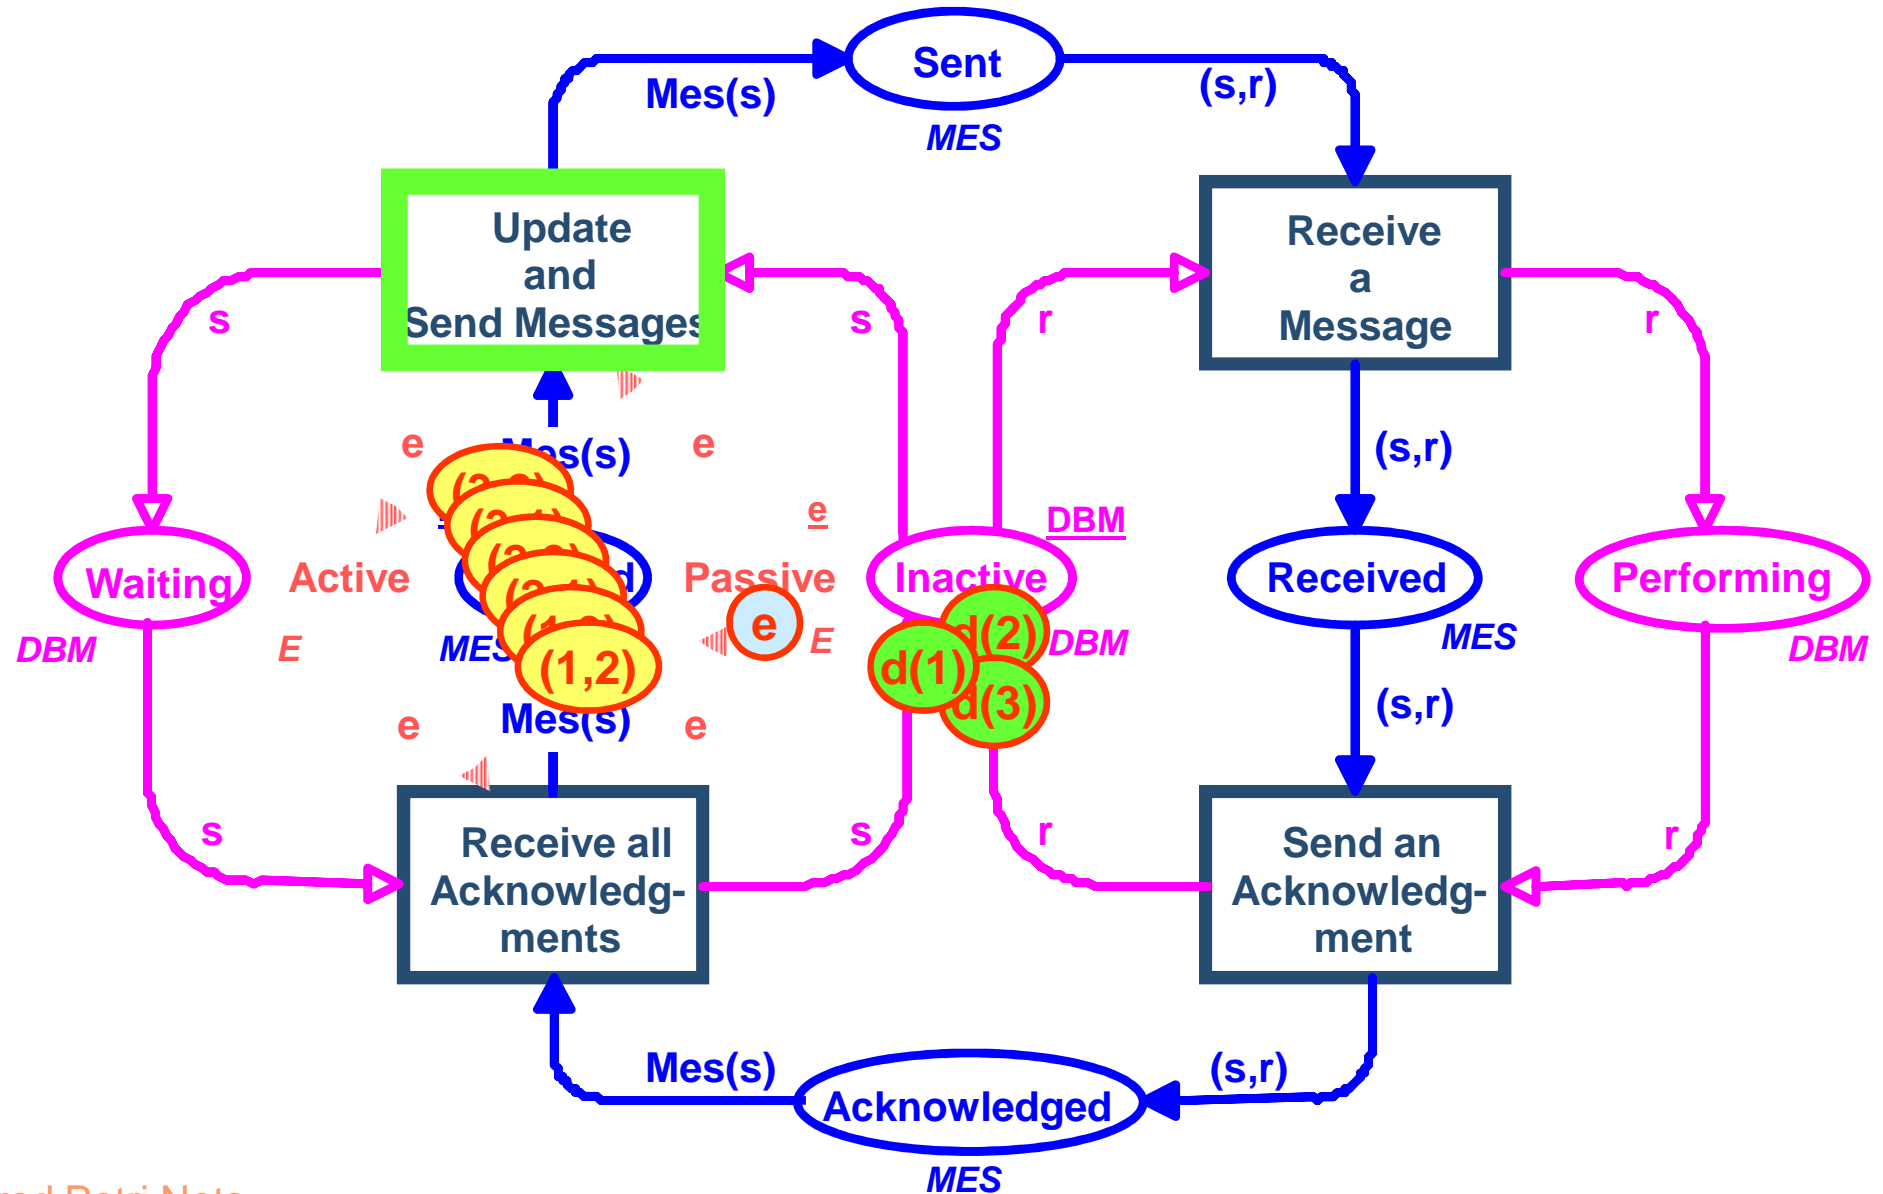 Sent
Mes(s)
(s,r)
MES
Update
and
Send Messages
Receive
a
Message
s
s
r
r
e
Mes(s)
e
(s,r)
e
DBM
Waiting
Active
Passive
Inactive
Received
Performing
DBM
E
MES
(1,2)
e
E
d(1)
d(2)
d(3)
DBM
MES
DBM
e
Mes(s)
e
(s,r)
s
s
r
r
Receive all
Acknowledg-
ments
Send an
Acknowledg-
ment
Mes(s)
(s,r)
Acknowledged
MES